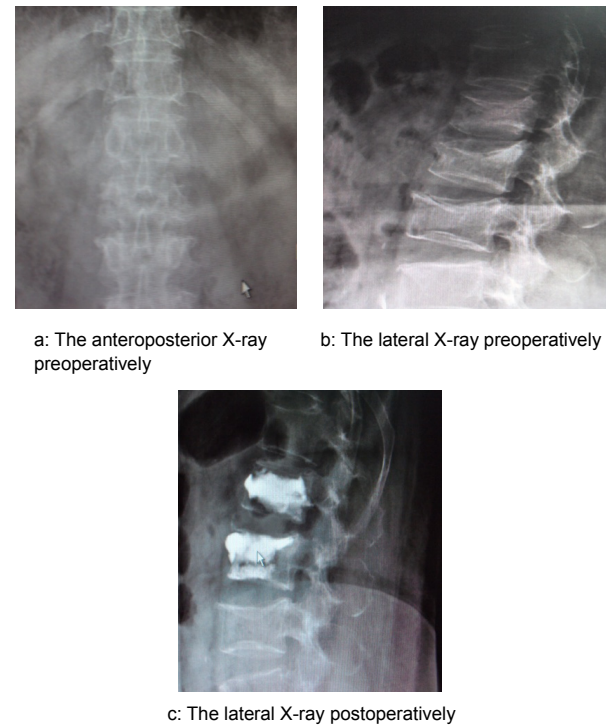 a: The anteroposterior X-ray
preoperatively
b: The lateral X-ray preoperatively
c: The lateral X-ray postoperatively